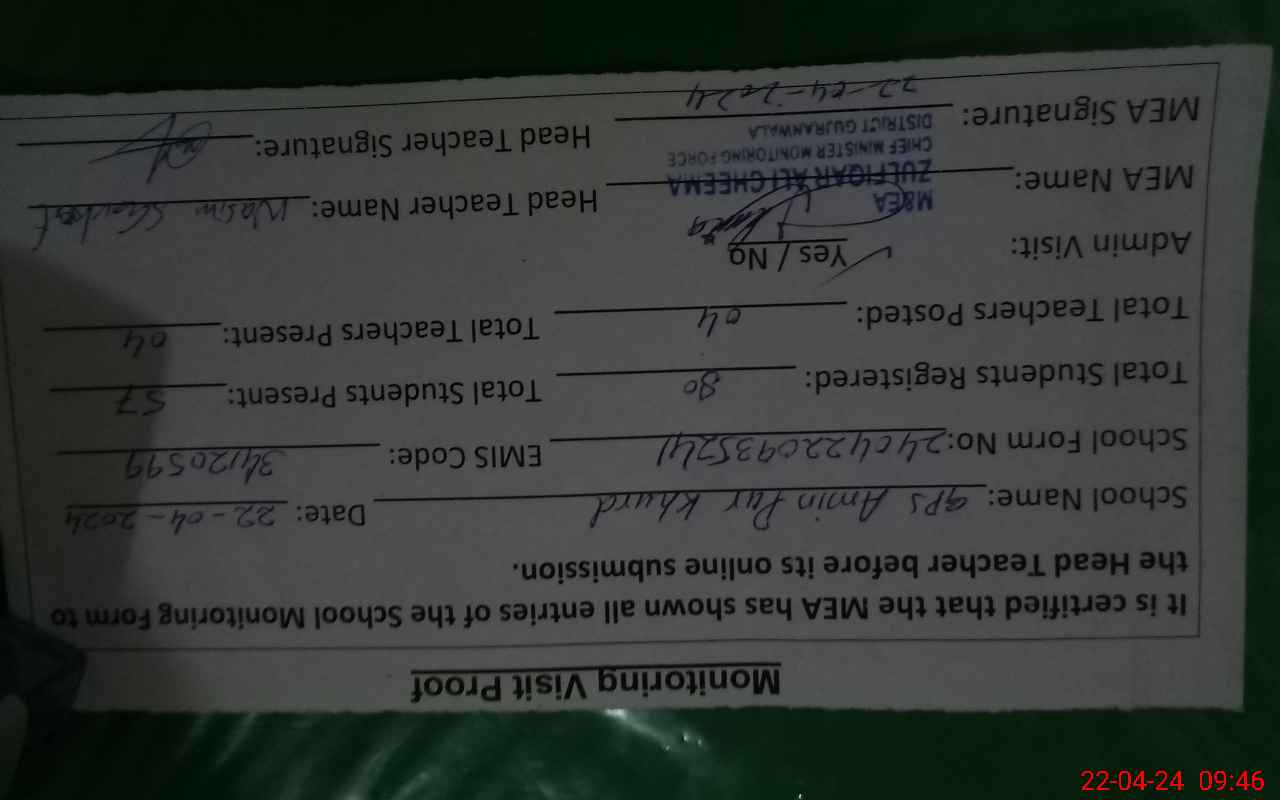 Monitoring Visit Proof
It is certified that the MEA has shown all entries of the School Monitoring Form to
the Head Teacher before its online submission.
School Name: GPS Amin Pur Khurd Date: 22-04-2024
School Form No: 2404220935241 EMIS Code: 34120599
Total Students Registered: 80 Total Students Present: 57
Total Teachers Posted: 04 Total Teachers Present: 04
Admin Visit: Yes / No
M&EA
MEA Name: ZULFIQAR ALI CHEEMA Head Teacher Name: Wasim Shaukat
CHIEF MINISTER MONITORING FORCE
DISTRICT GUJRANWALA
MEA Signature: 22-04-2024 Head Teacher Signature:
22-04-24 09:46